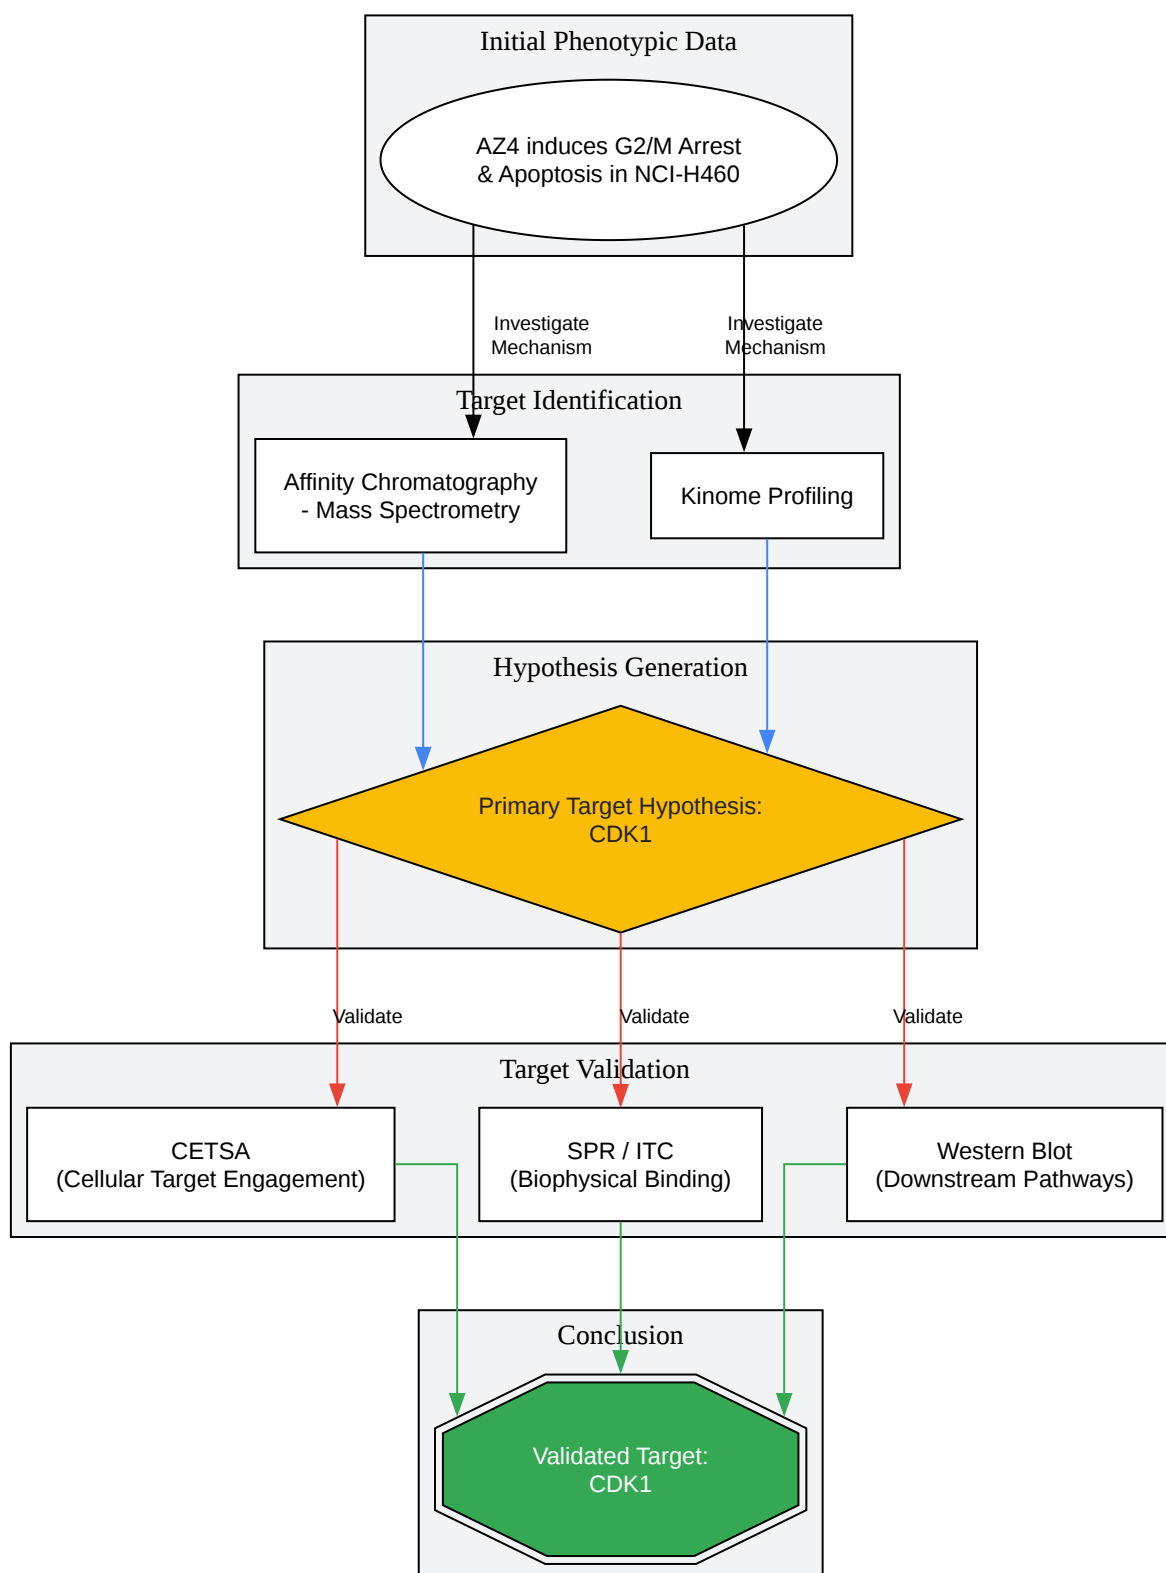 Initial Phenotypic Data
AZ4 induces G2/M Arrest
& Apoptosis in NCI-H460
Investigate
Mechanism
Investigate
Mechanism
Target Identification
Affinity Chromatography
- Mass Spectrometry
Kinome Profiling
Hypothesis Generation
Primary Target Hypothesis:
CDK1
Validate
Validate
Validate
Target Validation
CETSA
(Cellular Target Engagement)
SPR / ITC
(Biophysical Binding)
Western Blot
(Downstream Pathways)
Conclusion
Validated Target:
CDK1